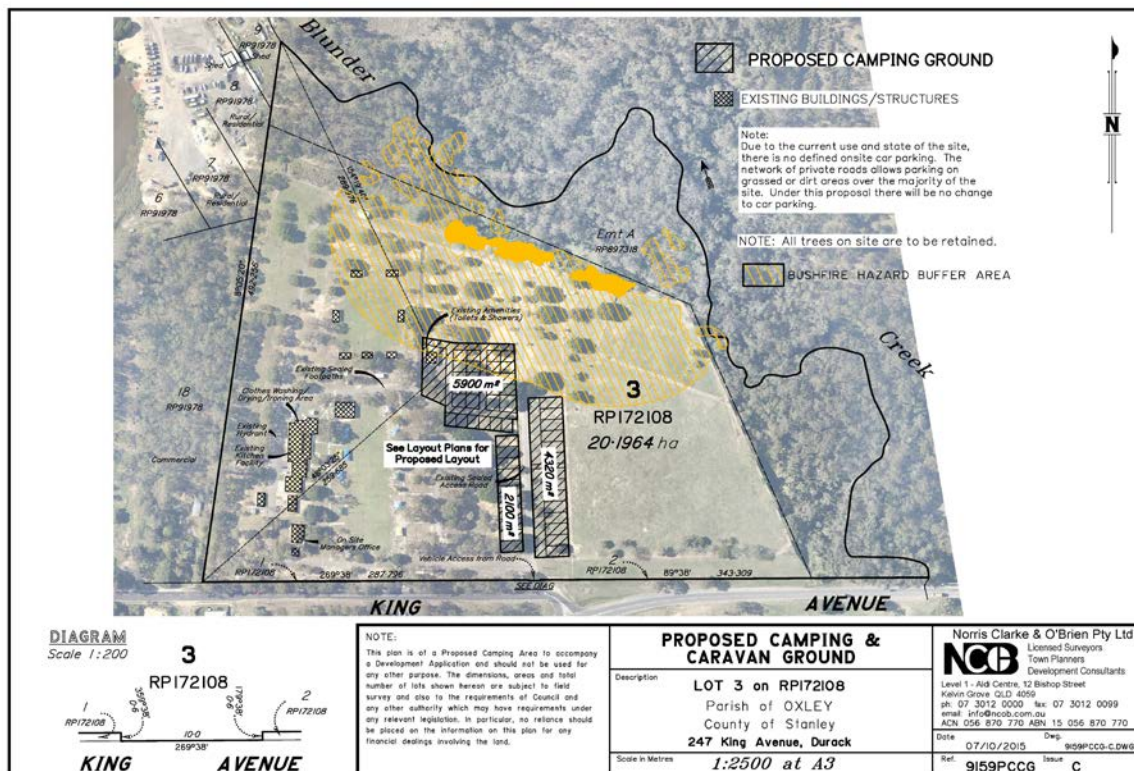 Blunder
Creek
9
RP91978
Shed
8
RP91978
Rural/
Residential
7
RP91978
Rural/
Residential
6
RP91978
18
RP91978
Commercial
Emt A
RP897318
PROPOSED CAMPING GROUND
EXISTING BUILDINGS/STRUCTURES
Note:
Due to the current use and state of the site,
there is no defined onsite car parking. The
network of private roads allows parking on
grassed or dirt areas over the majority of the
site. Under this proposal there will be no change
to car parking.
NOTE: All trees on site are to be retained.
BUSHFIRE HAZARD BUFFER AREA
N
Existing Amenities
(Toilets & Showers)
Existing Sealed
Footpaths
Clothes Washing/
Drying/Ironing Area
Existing
Hydrant
Existing
Kitchen
Facility
On Site
Managers Office
5900 m²
3
RP172108
20·1964 ha
See Layout Plans for
Proposed Layout
Existing Sealed
Access Road
2100 m²
4320 m²
Vehicle Access from Road
1
RP172108
269°38'
287·796
SEE DIAG
2
RP172108
89°38'
343·309
KING
AVENUE
DIAGRAM
Scale 1:200
3
RP172108
1
RP172108
2
RP172108
359°38'
0·6
179°38'
0·6
10·0
269°38'
KING AVENUE
NOTE:
This plan is of a Proposed Camping Area to accompany
a Development Application and should not be used for
any other purpose. The dimensions, areas and total
number of lots shown hereon are subject to field
survey and also to the requirements of Council and
any other authority which may have requirements under
any relevant legislation. In particular, no reliance should
be placed on the information on this plan for any
financial dealings involving the land.
PROPOSED CAMPING &
CARAVAN GROUND
Description
LOT 3 on RP172108
Parish of OXLEY
County of Stanley
247 King Avenue, Durack
Scale in Metres
1:2500 at A3
Norris Clarke & O'Brien Pty Ltd
NCOB
Licensed Surveyors
Town Planners
Development Consultants
Level 1 - Aldi Centre, 12 Bishop Street
Kelvin Grove QLD 4059
ph: 07 3012 0000 fax: 07 3012 0099
email: info@ncob.com.au
ACN 056 870 770 ABN 15 056 870 770
Date
07/10/2015
Dwg.
9159PCCG-C.DWG
Ref.
9159PCCG
Issue
C